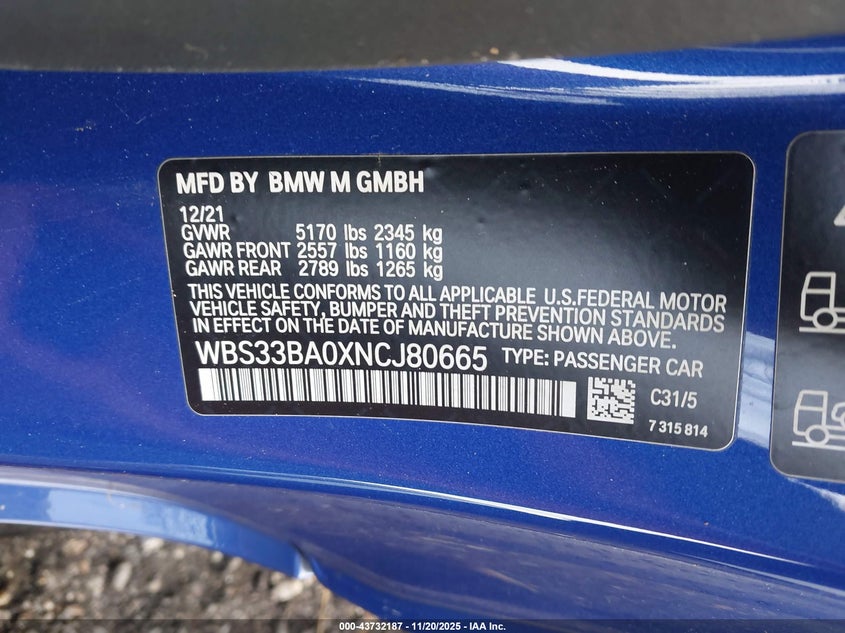 MFD BY BMW M GMBH
12/21
GVWR 5170 lbs 2345 kg
GAWR FRONT 2557 lbs 1160 kg
GAWR REAR 2789 lbs 1265 kg
THIS VEHICLE CONFORMS TO ALL APPLICABLE U.S.FEDERAL MOTOR
VEHICLE SAFETY, BUMPER AND THEFT PREVENTION STANDARDS
IN EFFECT ON THE DATE OF MANUFACTURE SHOWN ABOVE.
WBS33BA0XNCJ80665 TYPE: PASSENGER CAR
C31/5
7 315 814
000-43732187 - 11/20/2025 - IAA Inc.